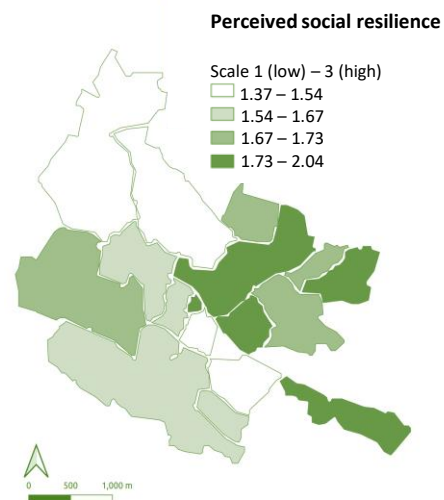 Perceived social resilience
Scale 1 (low) – 3 (high)
1.37 – 1.54
1.54 – 1.67
1.67 – 1.73
1.73 – 2.04
0 500 1,000 m